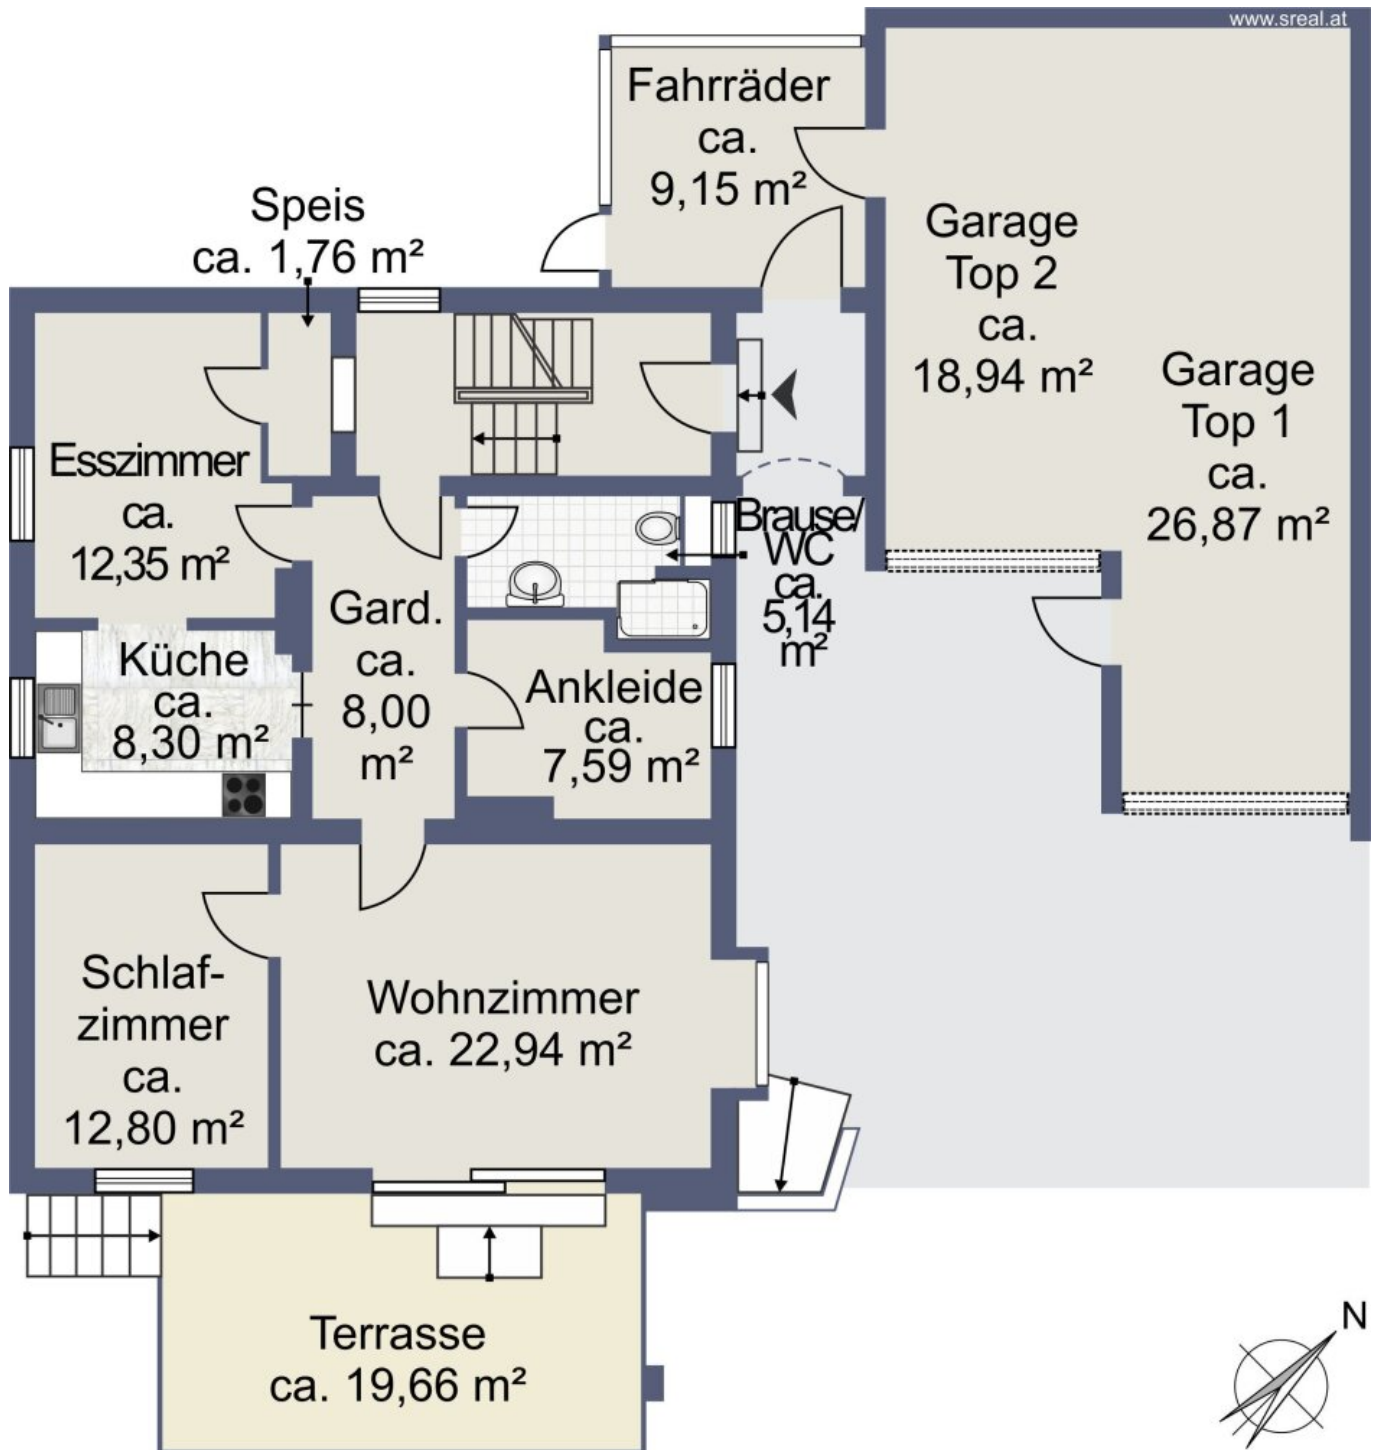 www.sreal.at
Fahrräder
ca.
9,15 m²
Speis
ca. 1,76 m²
Garage
Top 2
ca.
18,94 m²
Garage
Top 1
ca.
26,87 m²
Esszimmer
ca.
12,35 m²
Brause/
WC
ca.
5,14
m²
Gard.
ca.
8,00
m²
Küche
ca.
8,30 m²
Ankleide
ca.
7,59 m²
Schlaf-
zimmer
ca.
12,80 m²
Wohnzimmer
ca. 22,94 m²
Terrasse
ca. 19,66 m²
N